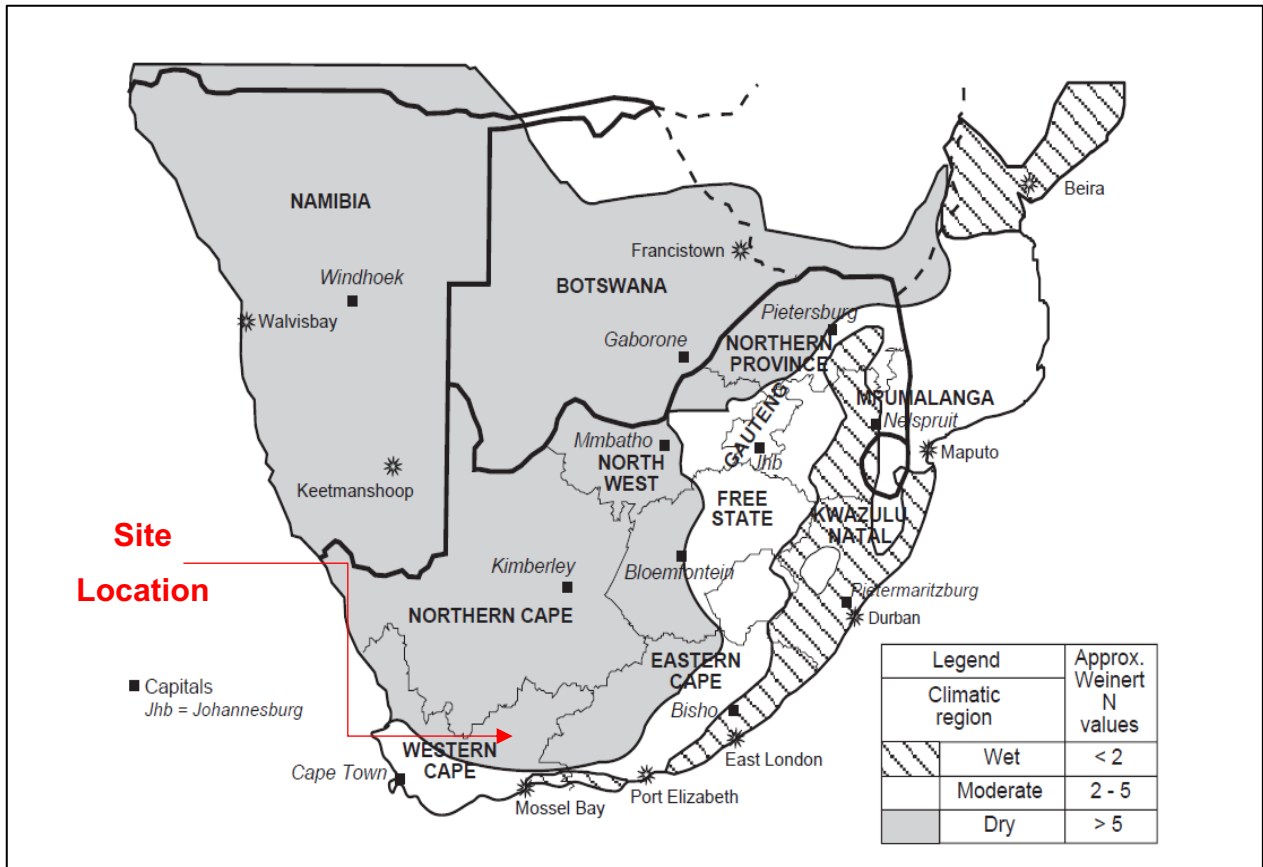 NAMIBIA
Windhoek
Walvisbay
Keetmanshoop
BOTSWANA
Francistown
Gaborone
Beira
Pietersburg
NORTHERN
PROVINCE
MPUMALANGA
Nelspruit
Maputo
GAUTENG
Jhb
Mmbatho
NORTH
WEST
FREE
STATE
KWAZULU
NATAL
Site
Location
Kimberley
Bloemfontein
NORTHERN CAPE
Pietermaritzburg
Durban
EASTERN
CAPE
Bisho
East London
Capitals
Jhb = Johannesburg
WESTERN
CAPE
Cape Town
Mossel Bay
Port Elizabeth
Legend
Climatic
region
Approx.
Weinert
N
values
Wet < 2
Moderate 2 - 5
Dry > 5